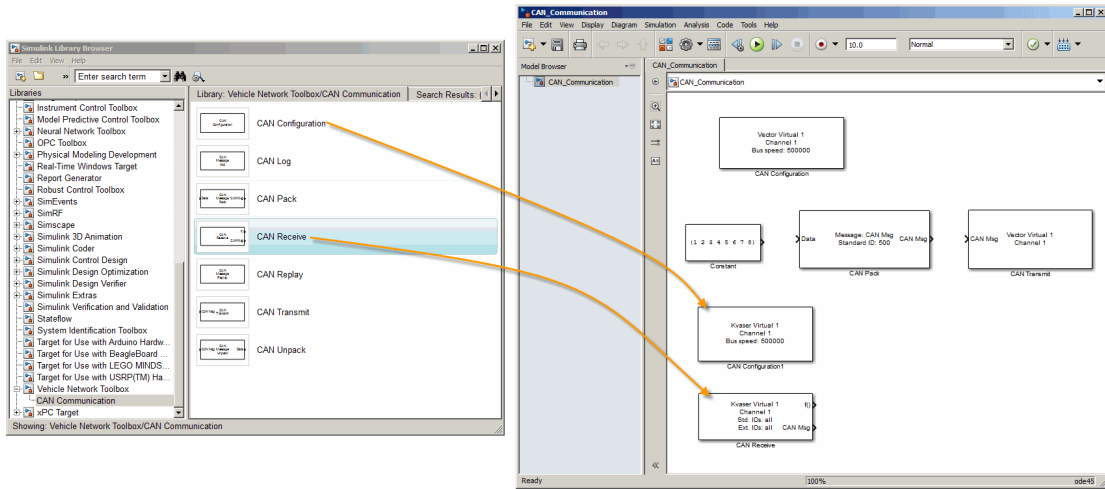 Simulink Library Browser
File Edit View Help
» Enter search term
Libraries
Instrument Control Toolbox
Model Predictive Control Toolbox
Neural Network Toolbox
OPC Toolbox
Physical Modeling Development
Real-Time Windows Target
Report Generator
Robust Control Toolbox
SimEvents
SimRF
Simscape
Simulink 3D Animation
Simulink Coder
Simulink Control Design
Simulink Design Optimization
Simulink Design Verifier
Simulink Extras
Simulink Verification and Validation
Stateflow
System Identification Toolbox
Target for Use with Arduino Hardw...
Target for Use with BeagleBoard ...
Target for Use with LEGO MINDS...
Target for Use with USRP(TM) Ha...
Vehicle Network Toolbox
CAN Communication
xPC Target
Library: Vehicle Network Toolbox/CAN Communication Search Results: (
CAN Configuration
CAN Log
CAN Pack
CAN Receive
CAN Replay
CAN Transmit
CAN Unpack
Showing: Vehicle Network Toolbox/CAN Communication
CAN_Communication
File Edit View Display Diagram Simulation Analysis Code Tools Help
10.0 Normal
Model Browser
CAN_Communication
CAN_Communication
CAN_Communication
Vector Virtual 1
Channel 1
Bus speed: 500000
CAN Configuration
(1 2 3 4 5 6 7 8)
Constant
Data Message: CAN Msg CAN Msg
Standard ID: 500
CAN Pack
CAN Msg Vector Virtual 1
Channel 1
CAN Transmit
Kvaser Virtual 1
Channel 1
Bus speed: 500000
CAN Configuration1
Kvaser Virtual 1 f()
Channel 1
Std. IDs: all
Ext. IDs: all CAN Msg
CAN Receive
Ready 100% ode45